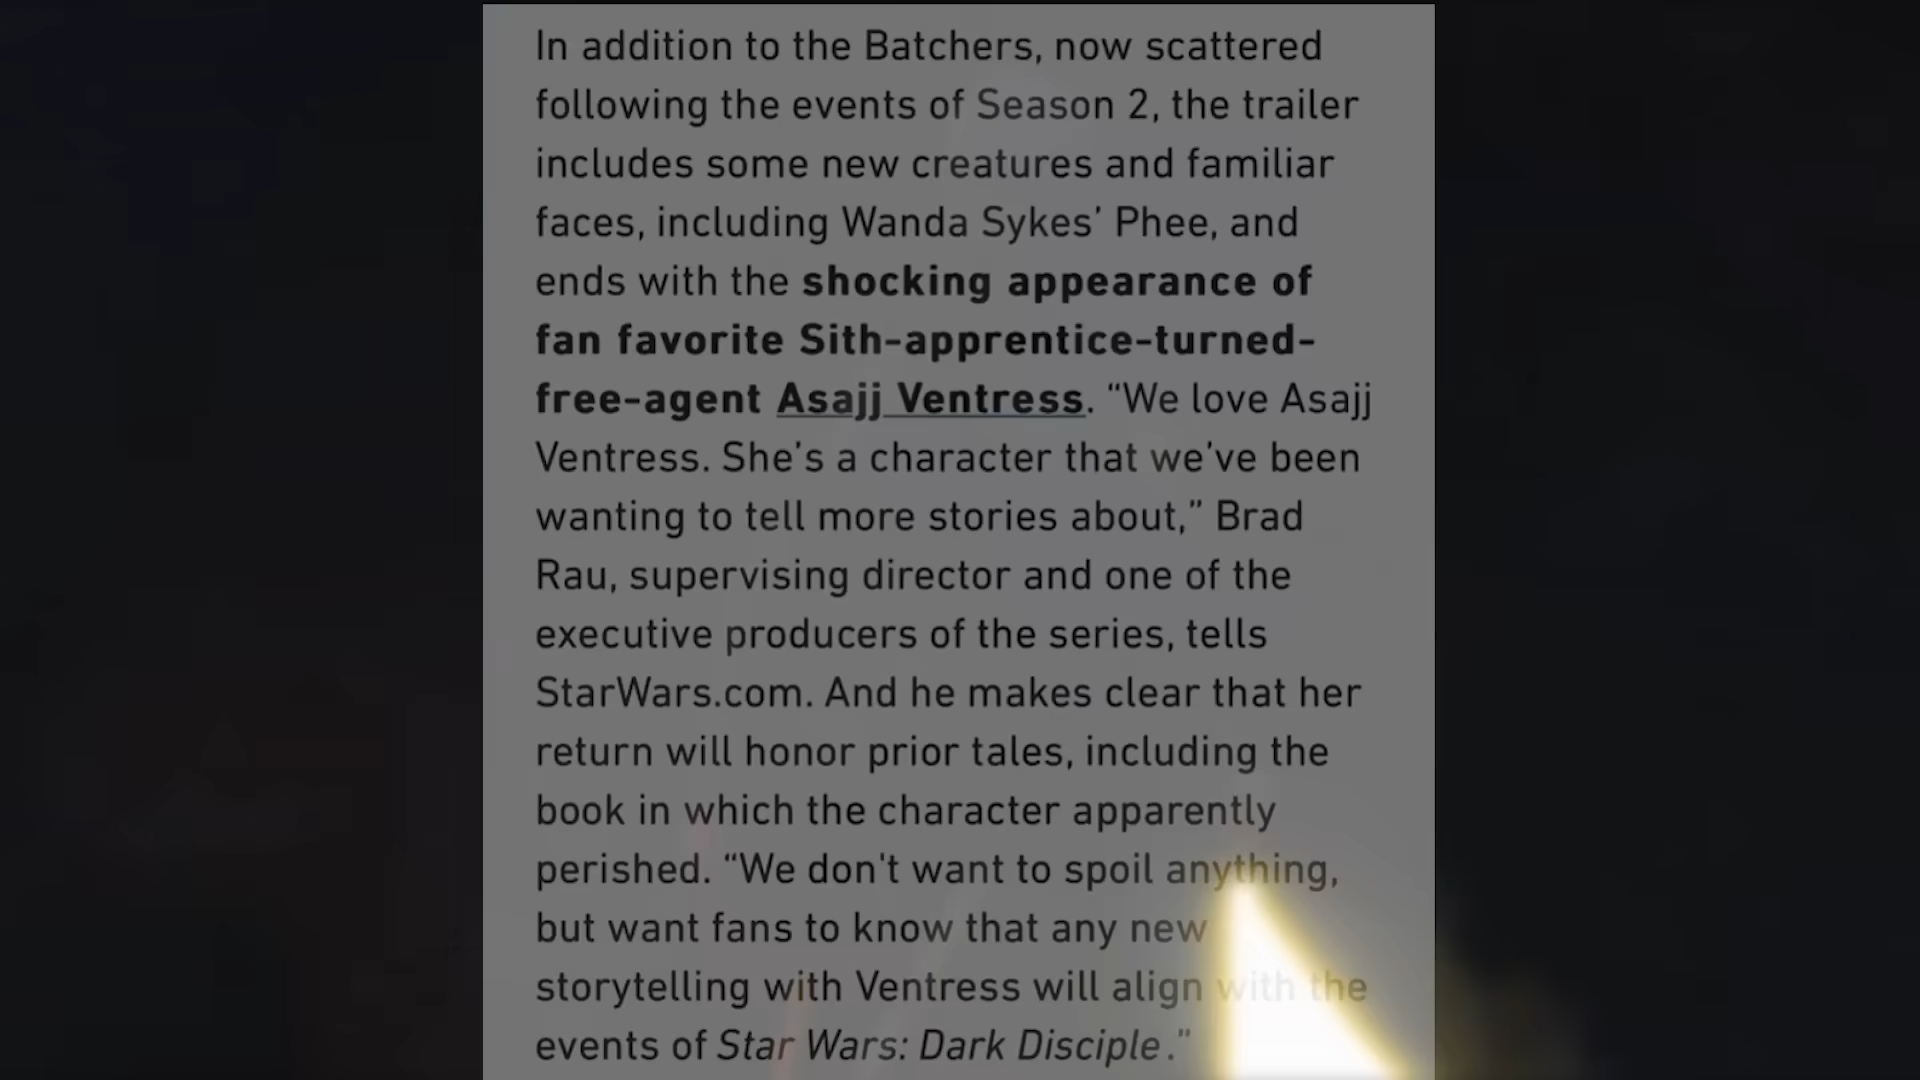 In addition to the Batchers, now scattered
following the events of Season 2, the trailer
includes some new creatures and familiar
faces, including Wanda Sykes’ Phee, and
ends with the shocking appearance of
fan favorite Sith-apprentice-turned-
free-agent Asajj Ventress. “We love Asajj
Ventress. She’s a character that we’ve been
wanting to tell more stories about,” Brad
Rau, supervising director and one of the
executive producers of the series, tells
StarWars.com. And he makes clear that her
return will honor prior tales, including the
book in which the character apparently
perished. “We don't want to spoil anything,
but want fans to know that any new
storytelling with Ventress will align with the
events of Star Wars: Dark Disciple.”